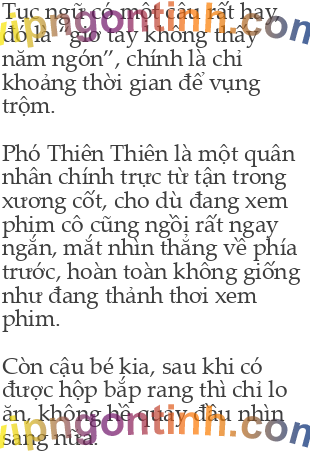 Tục ngữ có một câu rất hay,
đó là “giơ tay không thấy
năm ngón”, chính là chỉ
khoảng thời gian để vụng
trộm.
Phó Thiên Thiên là một quân
nhân chính trực từ tận trong
xương cốt, cho dù đang xem
phim cô cũng ngồi rất ngay
ngắn, mắt nhìn thẳng về phía
trước, hoàn toàn không giống
như đang thảnh thơi xem
phim.
Còn cậu bé kia, sau khi có
được hộp bắp rang thì chỉ lo
ăn, không hề quay đầu nhìn
sang nữa.
vipngontinh.com
vipngontinh.com